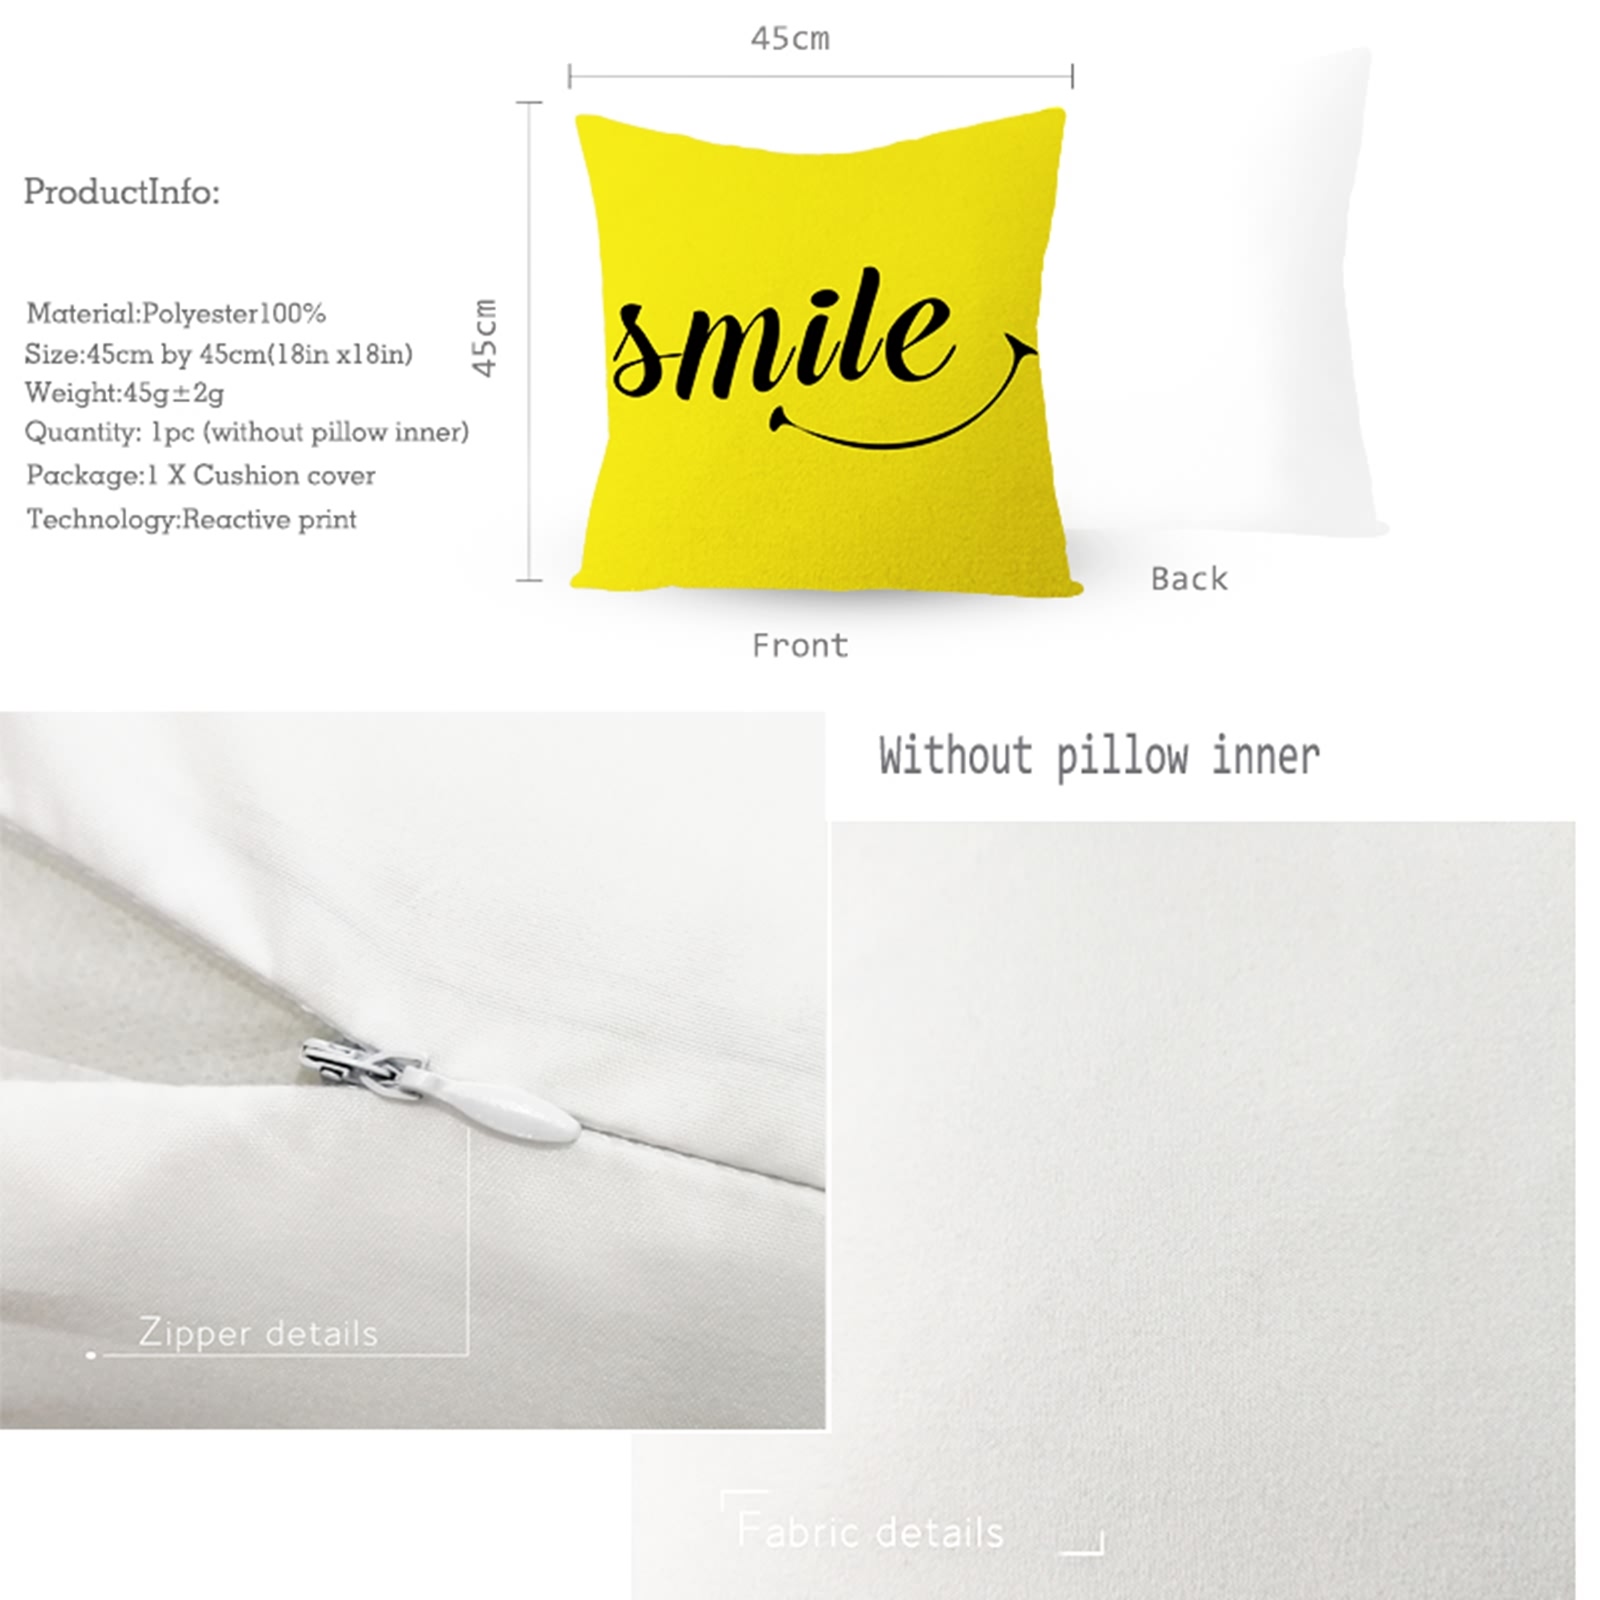 45cm
ProductInfo:
45cm
Material:Polyester100%
Size:45cm by 45cm(18in x18in)
Weight:45g±2g
Quantity: 1pc (without pillow inner)
Package:1 X Cushion cover
Technology:Reactive print
smile
Back
Front
Without pillow inner
Zipper details
Fabric details